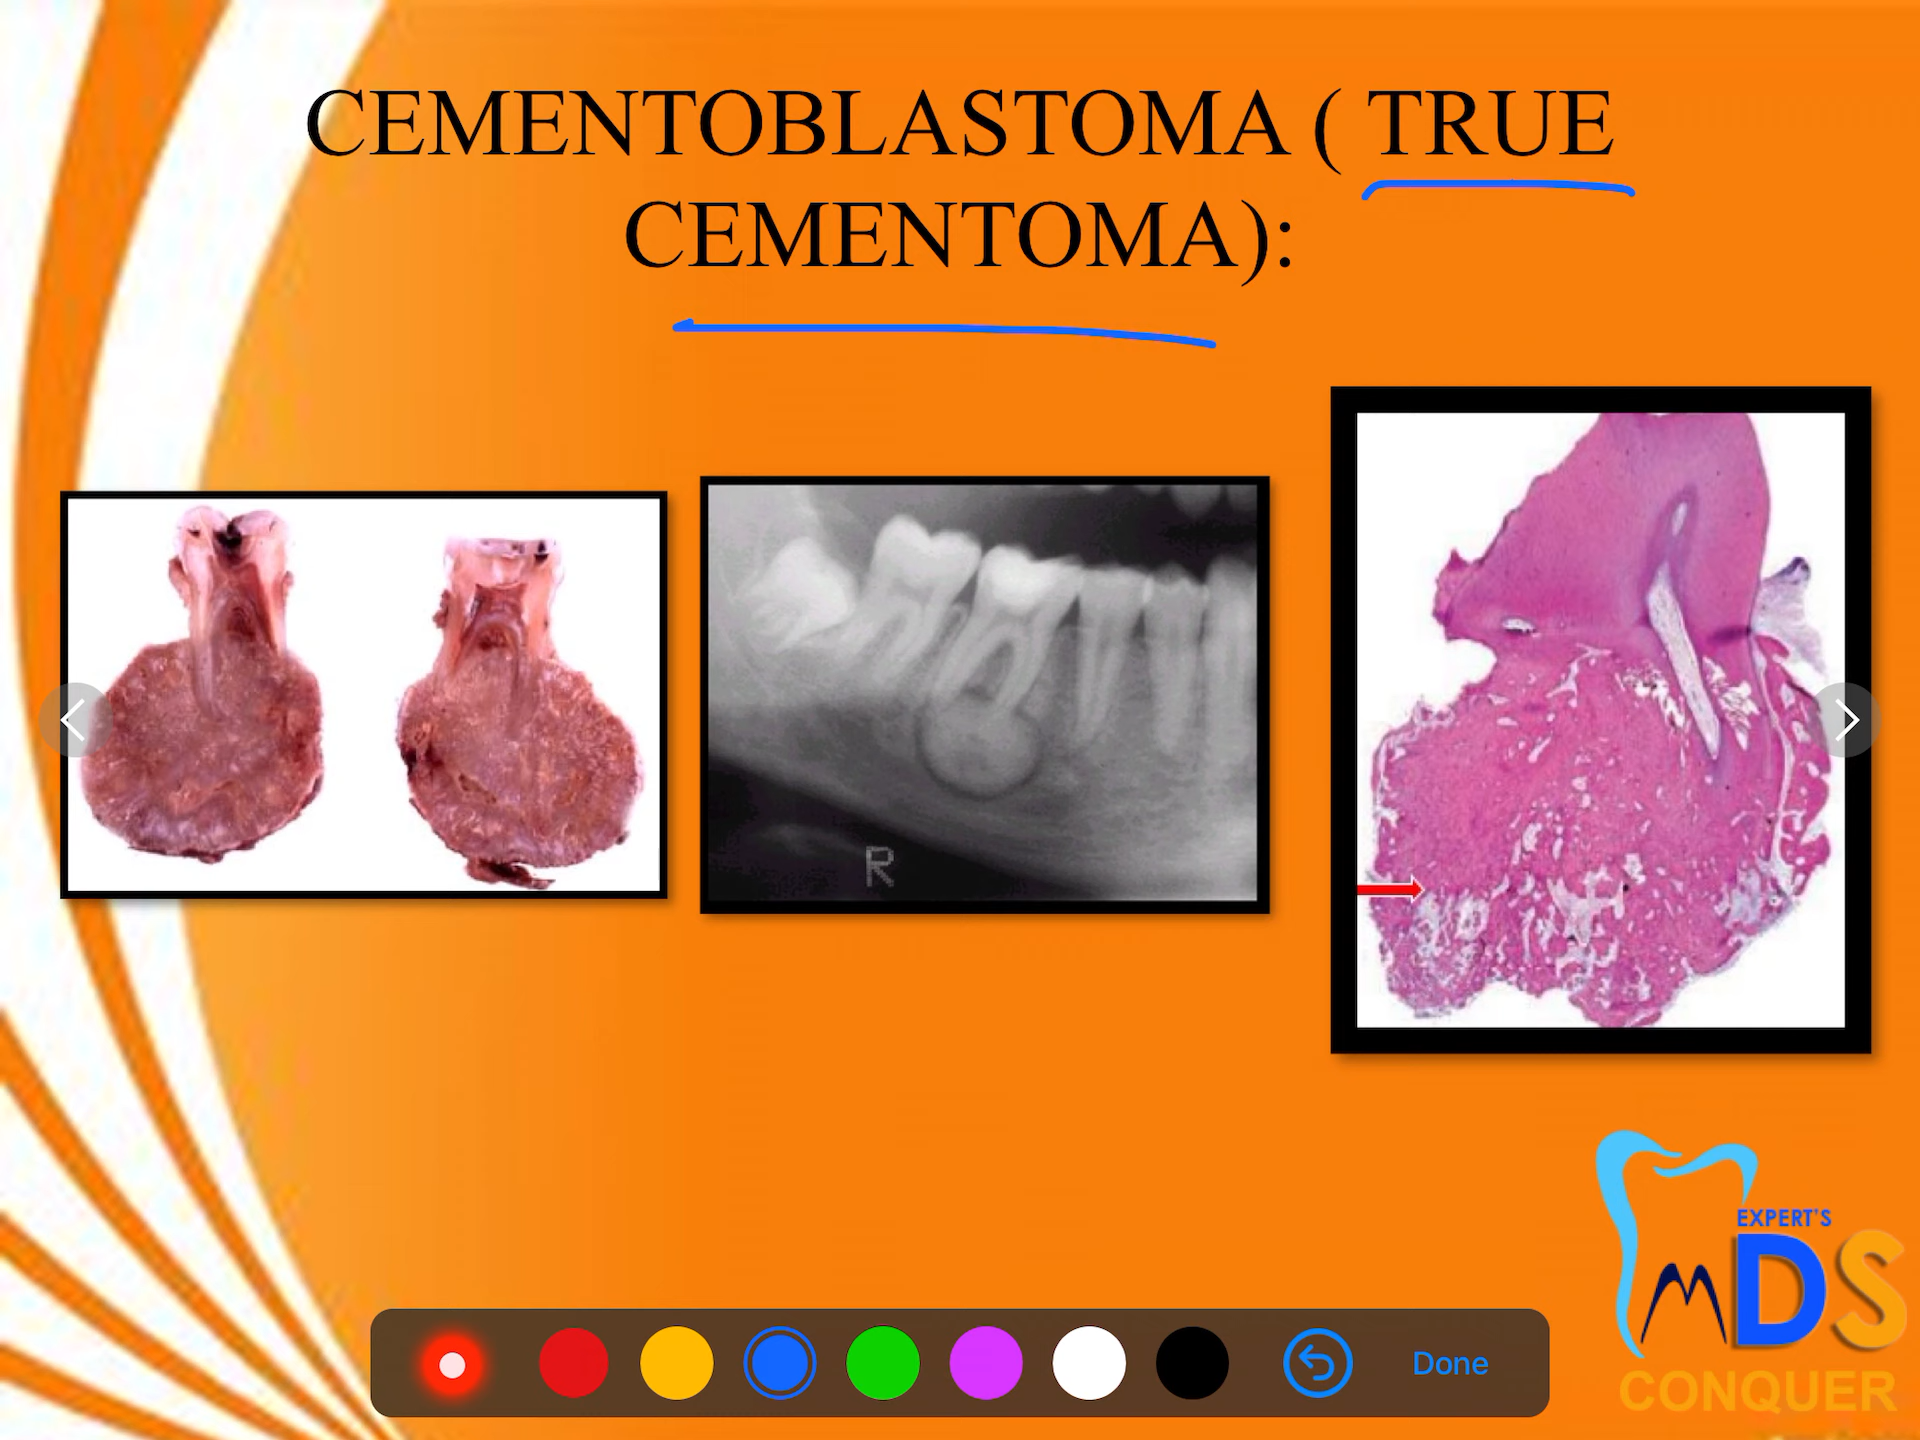 CEMENTOBLASTOMA ( TRUE
CEMENTOMA):
R
EXPERT'S
MDS
CONQUER
Done